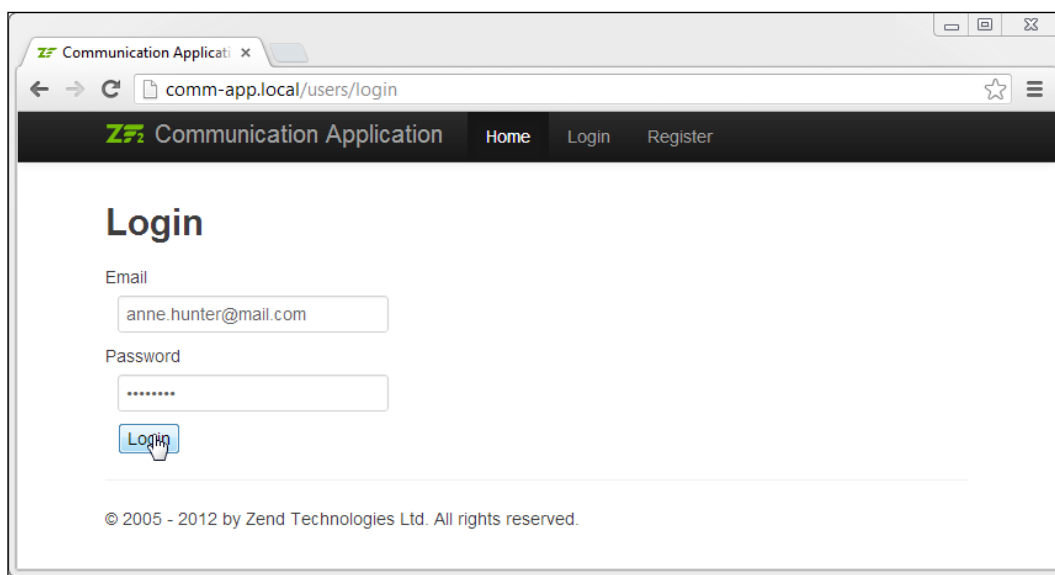 ZF Communication Applicati ×
comm-app.local/users/login
ZF2 Communication Application Home Login Register
Login
Email
anne.hunter@mail.com
Password
••••••••
Login
© 2005 - 2012 by Zend Technologies Ltd. All rights reserved.